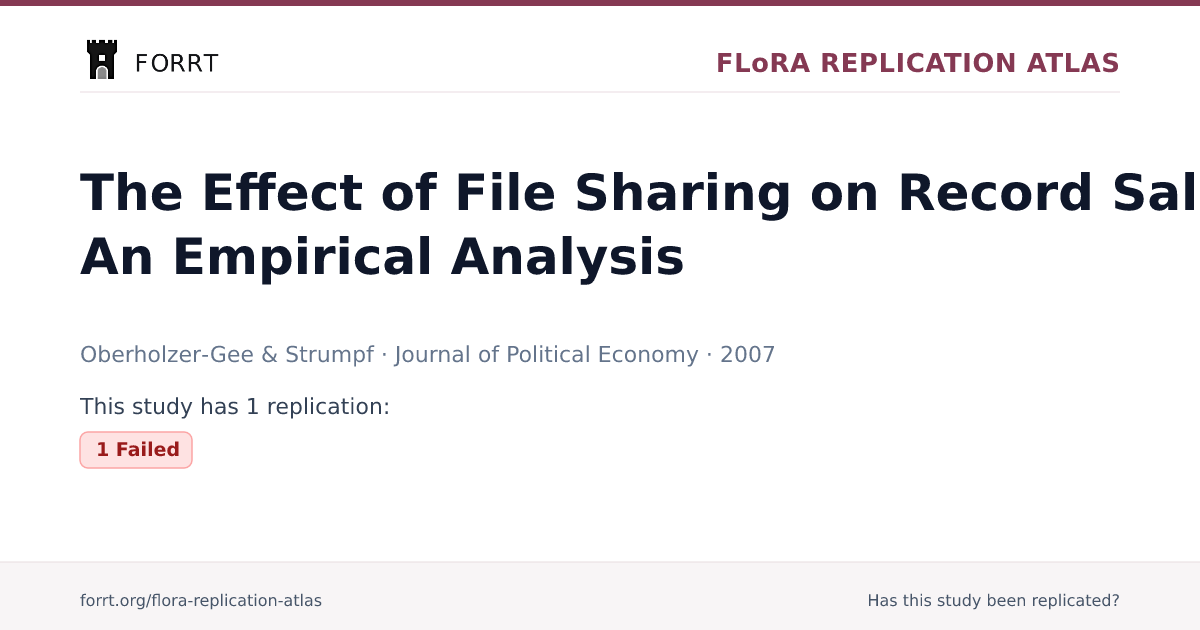 FORRT
FLoRA REPLICATION ATLAS
The Effect of File Sharing on Record Sal
An Empirical Analysis
Oberholzer-Gee & Strumpf · Journal of Political Economy · 2007
This study has 1 replication:
1 Failed
forrt.org/flora-replication-atlas
Has this study been replicated?